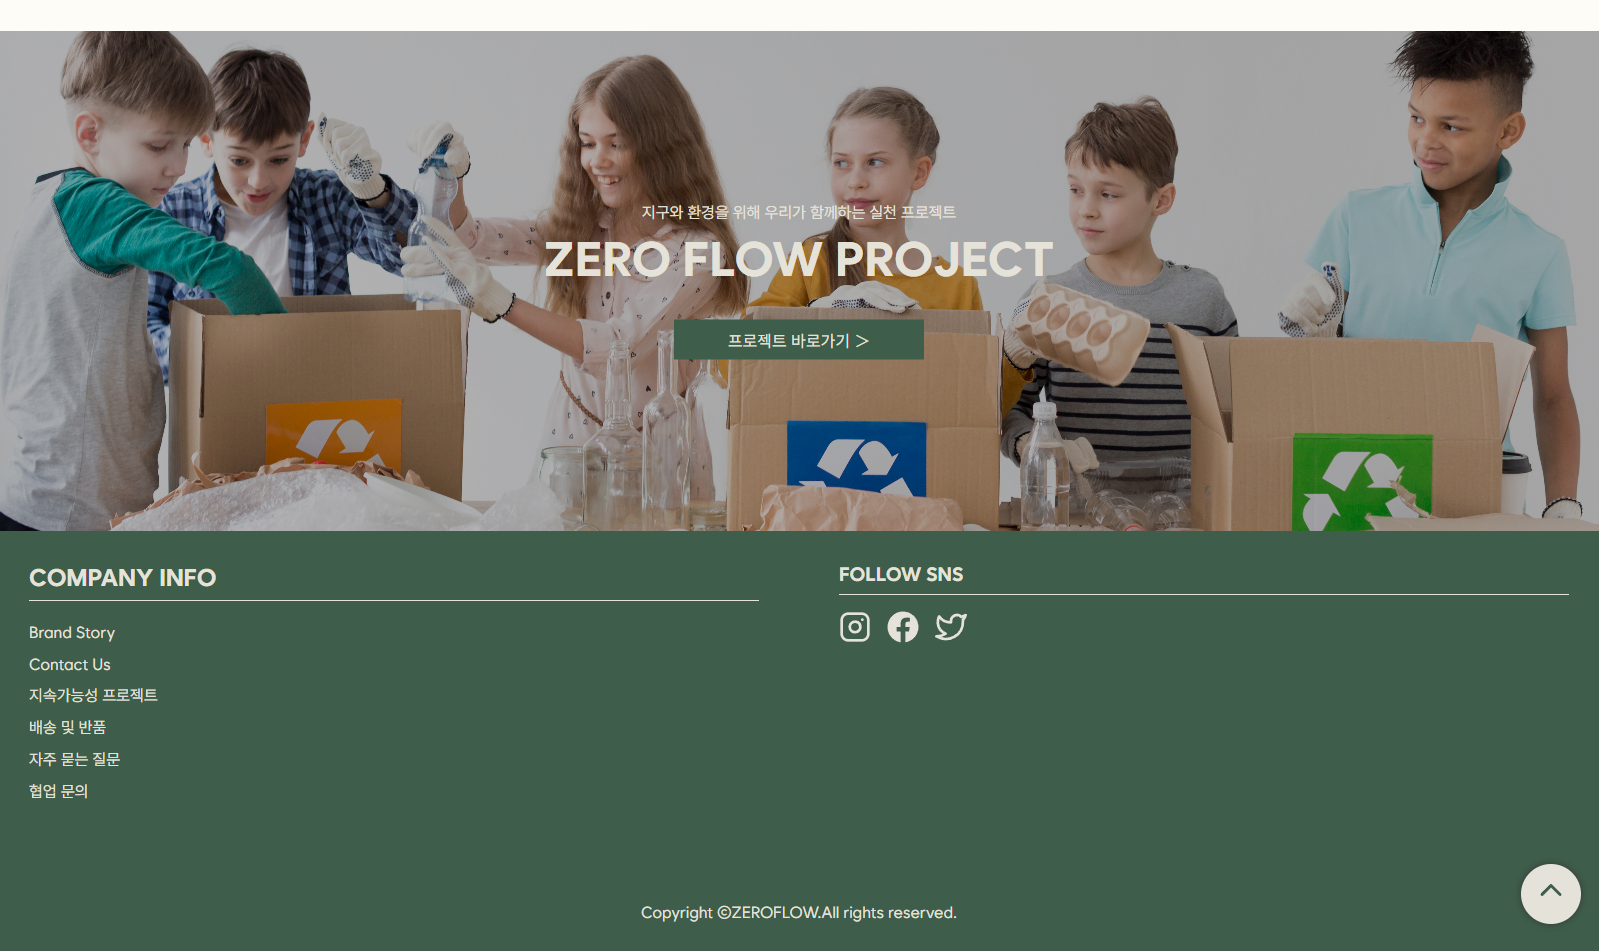 지구와 환경을 위해 우리가 함께하는 실천 프로젝트
ZERO FLOW PROJECT
프로젝트 바로가기 >
COMPANY INFO
Brand Story
Contact Us
지속가능성 프로젝트
배송 및 반품
자주 묻는 질문
협업 문의
FOLLOW SNS
Copyright ©ZEROFLOW.All rights reserved.